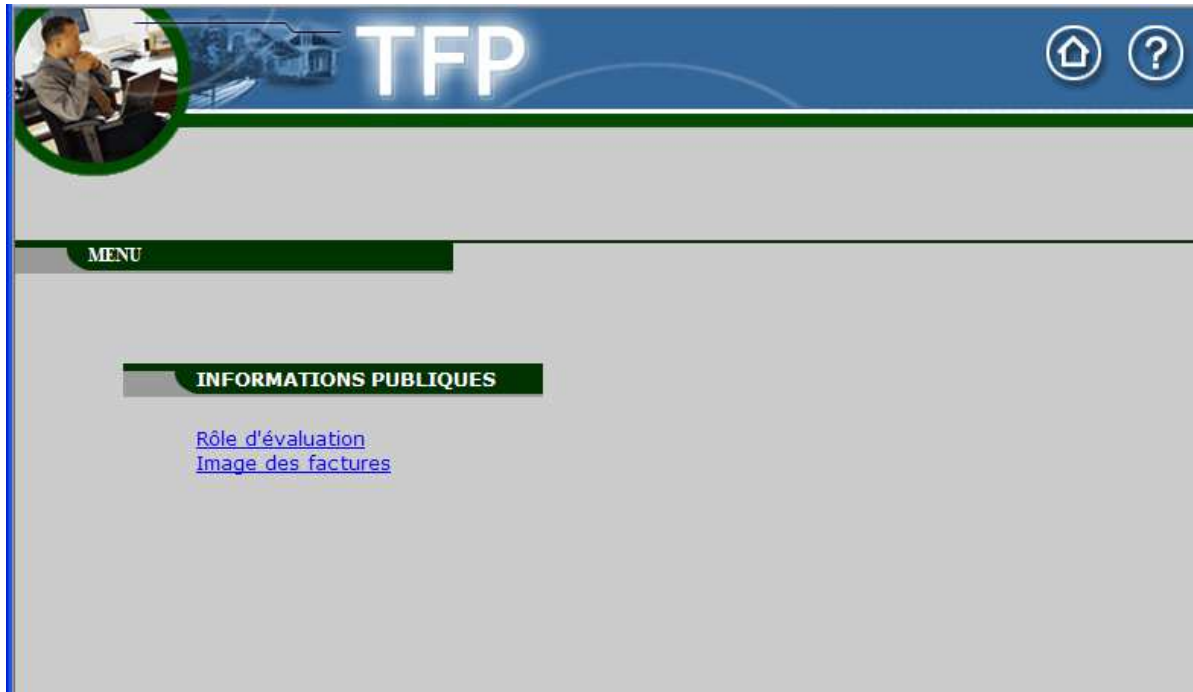 TFP
?
MENU
INFORMATIONS PUBLIQUES
Rôle d'évaluation
Image des factures